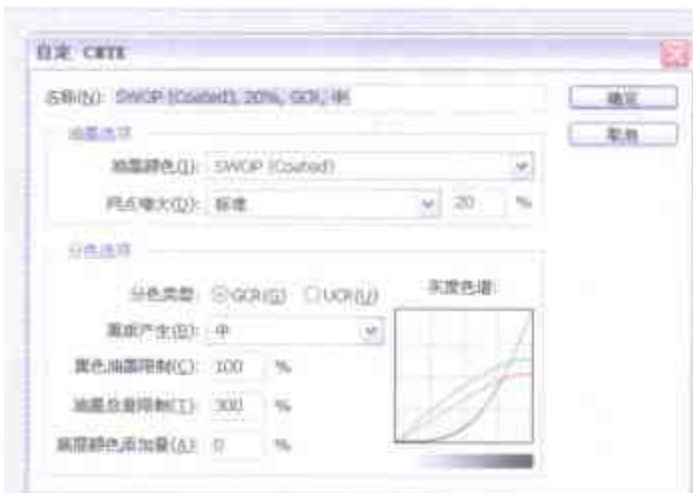 自定 CMYK
名称(N): SWOP (Coated), 20%, GCR, 中
确定
取消
油墨选项
油墨颜色(I): SWOP (Coated)
网点增大(D): 标准 20 %
分色选项
分色类型: GCR(G) UCR(U)
灰度色谱:
黑版产生(B): 中
黑色油墨限制(C): 100 %
油墨总量限制(T): 300 %
底层颜色添加量(A): 0 %